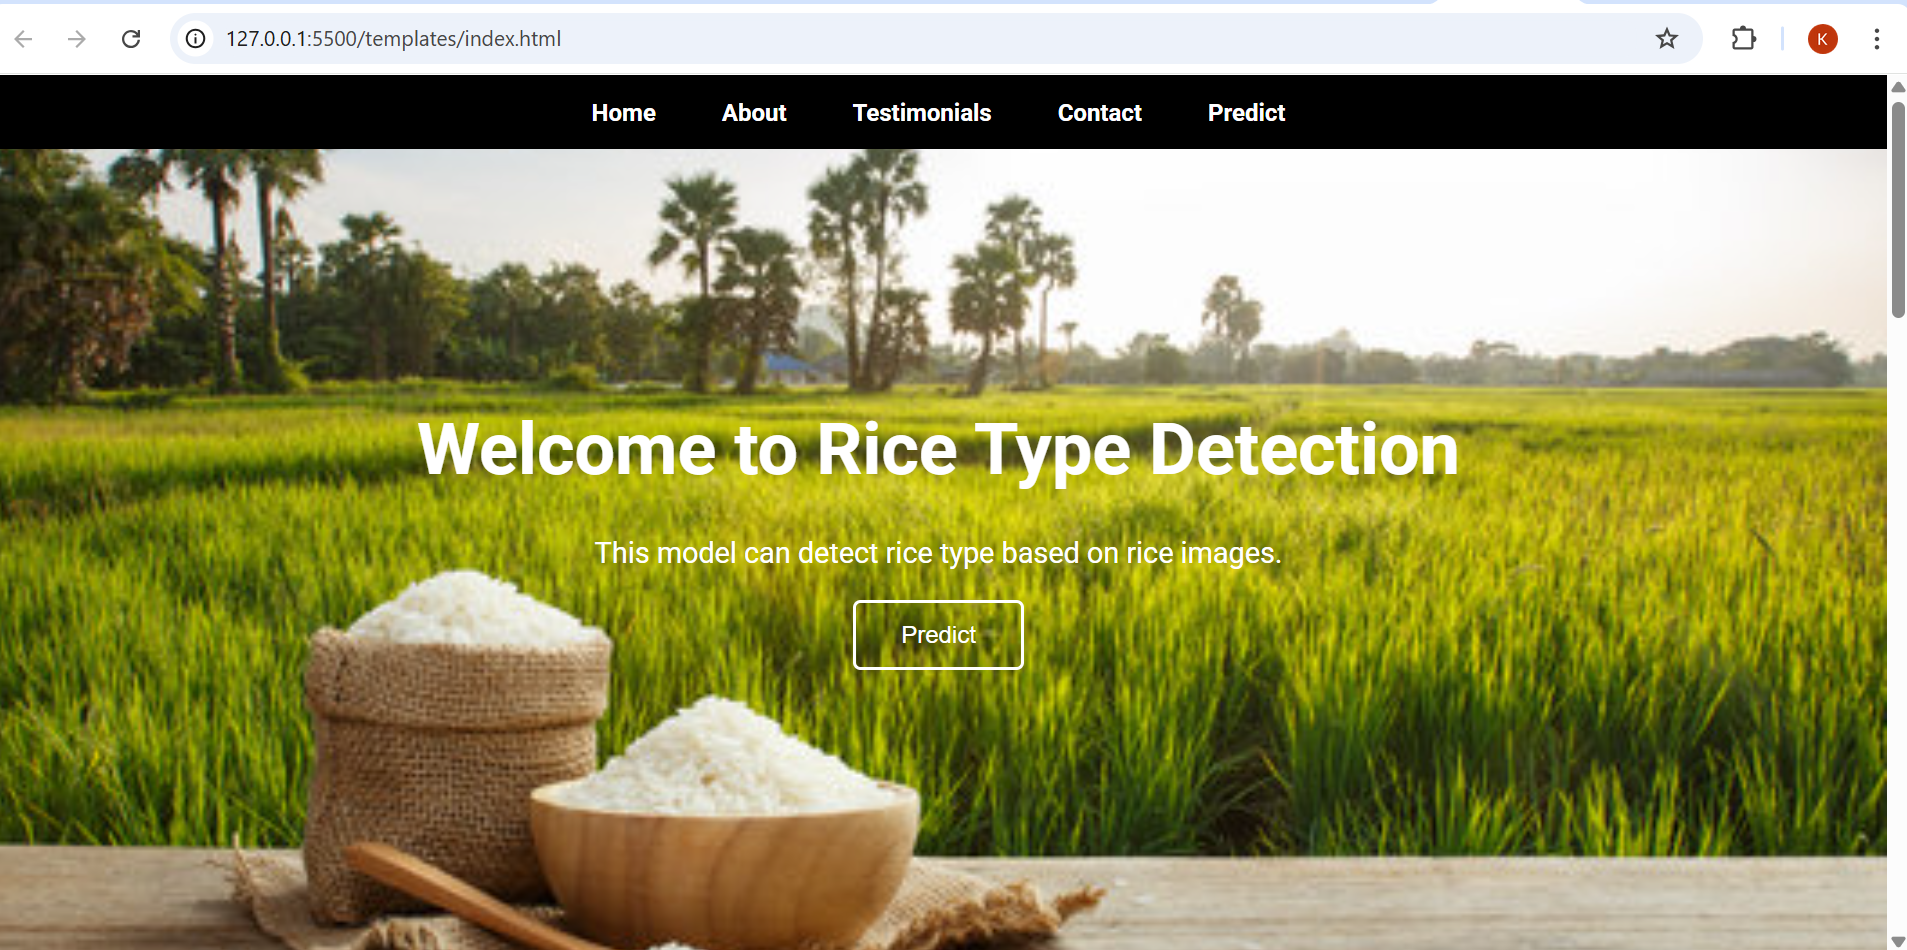 127.0.0.1:5500/templates/index.html
K
Home About Testimonials Contact Predict
Welcome to Rice Type Detection
This model can detect rice type based on rice images.
Predict